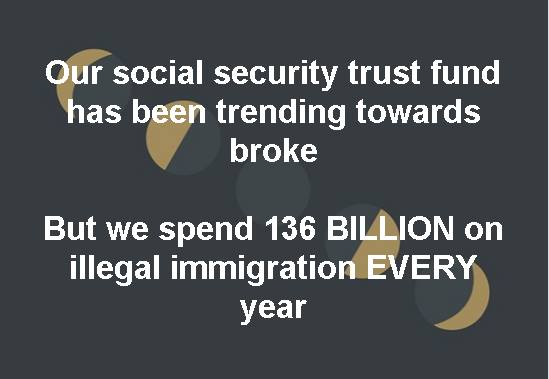 Our social security trust fund
has been trending towards
broke
But we spend 136 BILLION on
illegal immigration EVERY
year